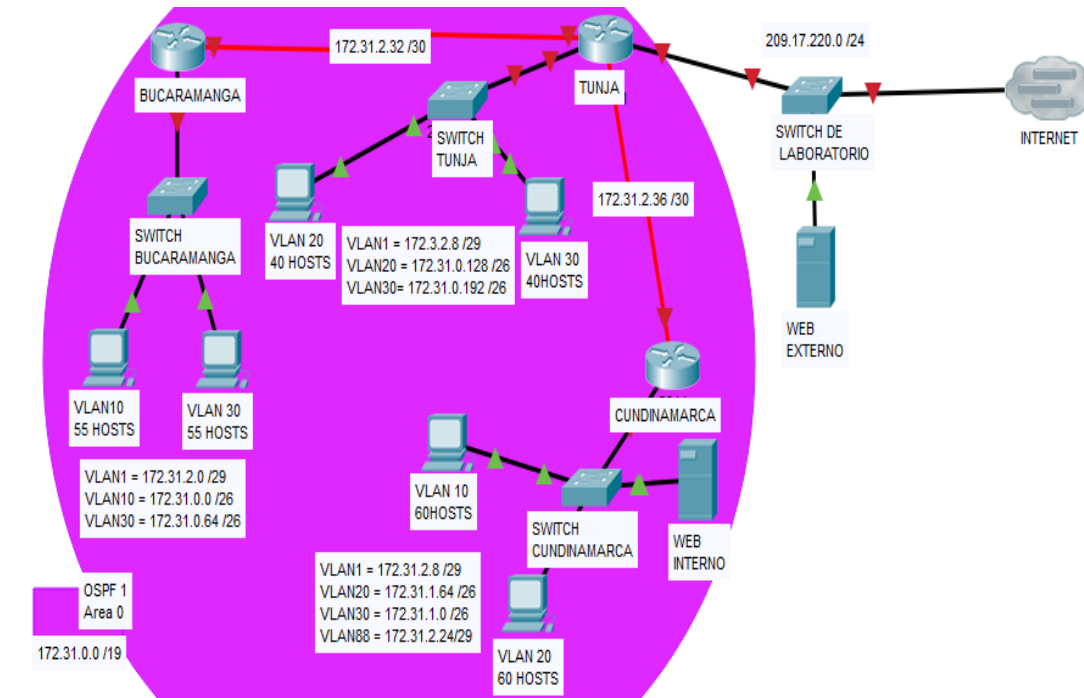 172.31.2.32 /30
209.17.220.0 /24
BUCARAMANGA
TUNJA
INTERNET
SWITCH
TUNJA
SWITCH DE
LABORATORIO
172.31.2.36 /30
SWITCH
BUCARAMANGA
VLAN 20
40 HOSTS
VLAN1 = 172.3.2.8 /29
VLAN20 = 172.31.0.128 /26
VLAN30= 172.31.0.192 /26
VLAN 30
40HOSTS
WEB
EXTERNO
VLAN10
55 HOSTS
VLAN 30
55 HOSTS
CUNDINAMARCA
VLAN1 = 172.31.2.0 /29
VLAN10 = 172.31.0.0 /26
VLAN30 = 172.31.0.64 /26
VLAN 10
60HOSTS
SWITCH
CUNDINAMARCA
WEB
INTERNO
VLAN1 = 172.31.2.8 /29
VLAN20 = 172.31.1.64 /26
VLAN30 = 172.31.1.0 /26
VLAN88 = 172.31.2.24/29
OSPF 1
Area 0
172.31.0.0 /19
VLAN 20
60 HOSTS